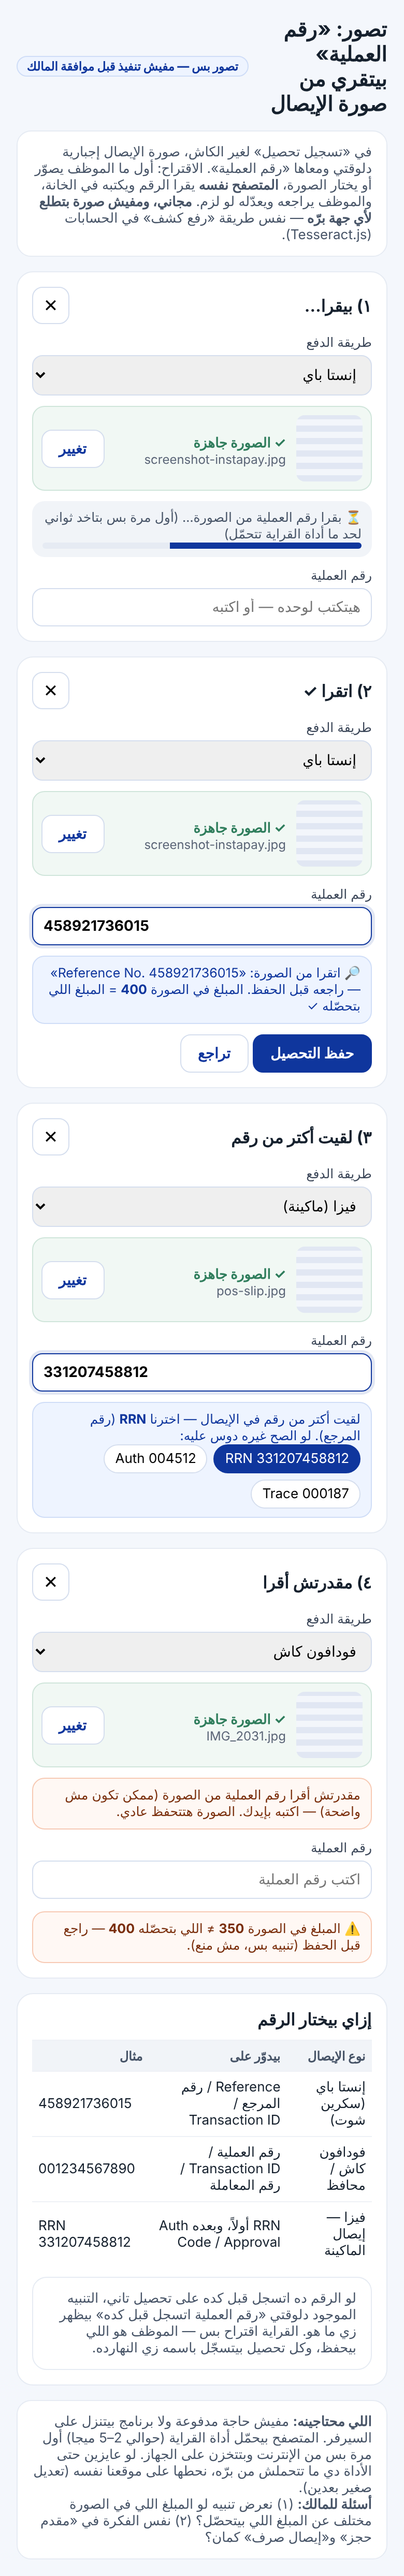 تصور: «رقم
العملية»
بيتقري من
صورة الإيصال
تصور بس — مفيش تنفيذ قبل موافقة المالك
في «تسجيل تحصيل» لغير الكاش، صورة الإيصال إجبارية
دلوقتي ومعاها «رقم العملية». الاقتراح: أول ما الموظف يصوّر
أو يختار الصورة، المتصفح نفسه يقرا الرقم ويكتبه في الخانة،
والموظف يراجعه ويعدّله لو لزم. مجاني، ومفيش صورة بتطلع
لأي جهة برّه — نفس طريقة «رفع كشف» في الحسابات
(Tesseract.js).
١) بيقرا…
✕
طريقة الدفع
إنستا باي
✓ الصورة جاهزة
screenshot-instapay.jpg
تغيير
⏳ بقرا رقم العملية من الصورة… (أول مرة بس بتاخد ثواني
لحد ما أداة القراية تتحمّل)
رقم العملية
هيتكتب لوحده — أو اكتبه
٢) اتقرا ✓
✕
طريقة الدفع
إنستا باي
✓ الصورة جاهزة
screenshot-instapay.jpg
تغيير
رقم العملية
458921736015
🔎 اتقرا من الصورة: «Reference No. 458921736015»
— راجعه قبل الحفظ. المبلغ في الصورة 400 = المبلغ اللي
بتحصّله ✓
حفظ التحصيل
تراجع
٣) لقيت أكتر من رقم
✕
طريقة الدفع
فيزا (ماكينة)
✓ الصورة جاهزة
pos-slip.jpg
تغيير
رقم العملية
331207458812
لقيت أكتر من رقم في الإيصال — اخترنا RRN (رقم
المرجع). لو الصح غيره دوس عليه:
RRN 331207458812
Auth 004512
Trace 000187
٤) مقدرتش أقرا
✕
طريقة الدفع
فودافون كاش
✓ الصورة جاهزة
IMG_2031.jpg
تغيير
مقدرتش أقرا رقم العملية من الصورة (ممكن تكون مش
واضحة) — اكتبه بإيدك. الصورة هتتحفظ عادي.
رقم العملية
اكتب رقم العملية
⚠️ المبلغ في الصورة 350 ≠ اللي بتحصّله 400 — راجع
قبل الحفظ (تنبيه بس، مش منع).
إزاي بيختار الرقم
نوع الإيصال
بيدوّر على
مثال
إنستا باي
(سكرين
شوت)
Reference / رقم
المرجع /
Transaction ID
458921736015
فودافون
كاش /
محافظ
رقم العملية /
Transaction ID /
رقم المعاملة
001234567890
فيزا —
إيصال
الماكينة
RRN أولاً، وبعده Auth
Code / Approval
RRN
331207458812
لو الرقم ده اتسجل قبل كده على تحصيل تاني، التنبيه
الموجود دلوقتي «رقم العملية اتسجل قبل كده» بيظهر
زي ما هو. القراية اقتراح بس — الموظف هو اللي
بيحفظ، وكل تحصيل بيتسجّل باسمه زي النهارده.
اللي محتاجينه: مفيش حاجة مدفوعة ولا برنامج بيتنزل على
السيرفر. المتصفح بيحمّل أداة القراية (حوالي 2–5 ميجا) أول
مرة بس من الإنترنت وبتتخزن على الجهاز. لو عايزين حتى
الأداة دي ما تتحملش من برّه، نحطها على موقعنا نفسه (تعديل
صغير بعدين).
أسئلة للمالك: (١) نعرض تنبيه لو المبلغ اللي في الصورة
مختلف عن المبلغ اللي بيتحصل؟ (٢) نفس الفكرة في «مقدم
حجز» و«إيصال صرف» كمان؟